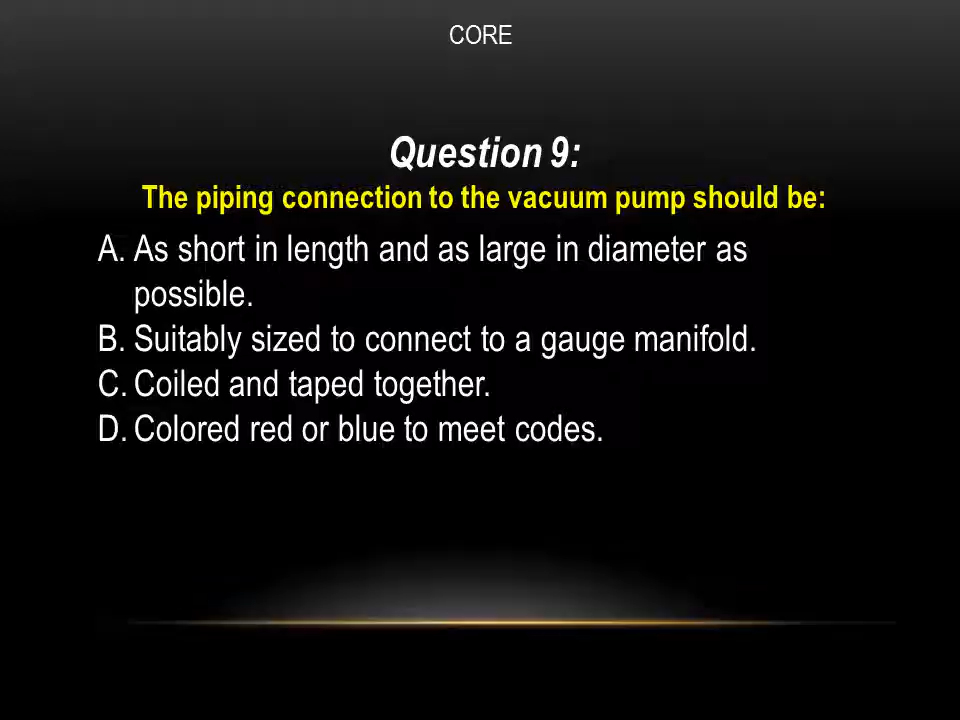 CORE
Question 9:
The piping connection to the vacuum pump should be:
A. As short in length and as large in diameter as
possible.
B. Suitably sized to connect to a gauge manifold.
C. Coiled and taped together.
D. Colored red or blue to meet codes.